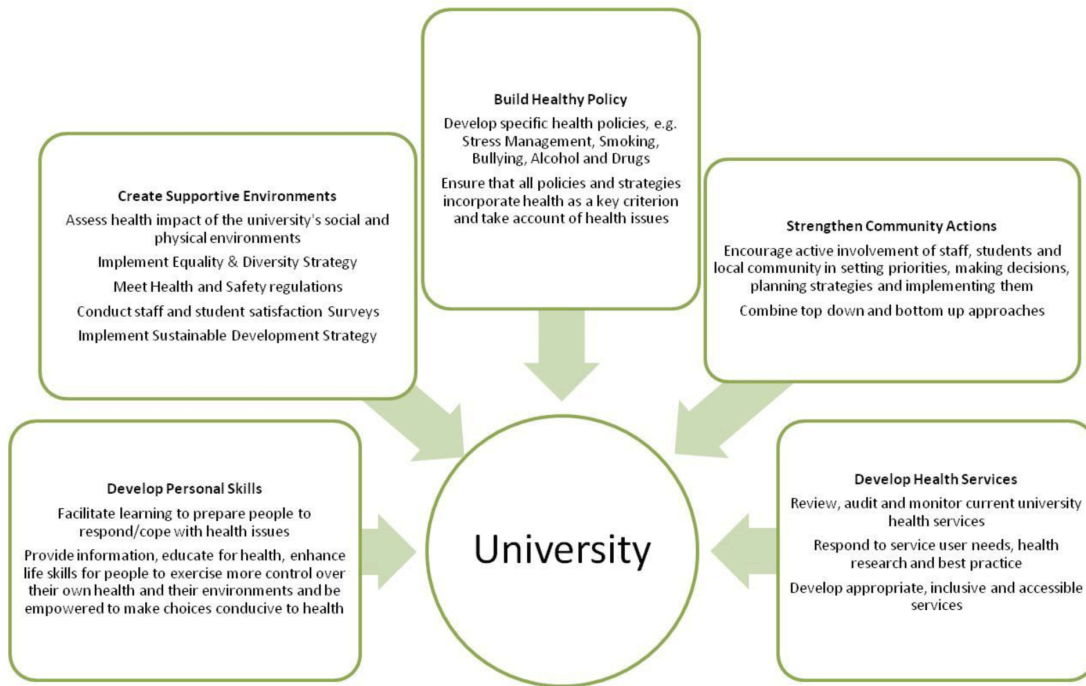 Build Healthy Policy
Develop specific health policies, e.g.
Stress Management, Smoking,
Bullying, Alcohol and Drugs
Ensure that all policies and strategies
incorporate health as a key criterion
and take account of health issues
Create Supportive Environments
Assess health impact of the university's social and
physical environments
Implement Equality & Diversity Strategy
Meet Health and Safety regulations
Conduct staff and student satisfaction Surveys
Implement Sustainable Development Strategy
Strengthen Community Actions
Encourage active involvement of staff, students and
local community in setting priorities, making decisions,
planning strategies and implementing them
Combine top down and bottom up approaches
Develop Personal Skills
Facilitate learning to prepare people to
respond/cope with health issues
Provide information, educate for health, enhance
life skills for people to exercise more control over
their own health and their environments and be
empowered to make choices conducive to health
University
Develop Health Services
Review, audit and monitor current university
health services
Respond to service user needs, health
research and best practice
Develop appropriate, inclusive and accessible
services